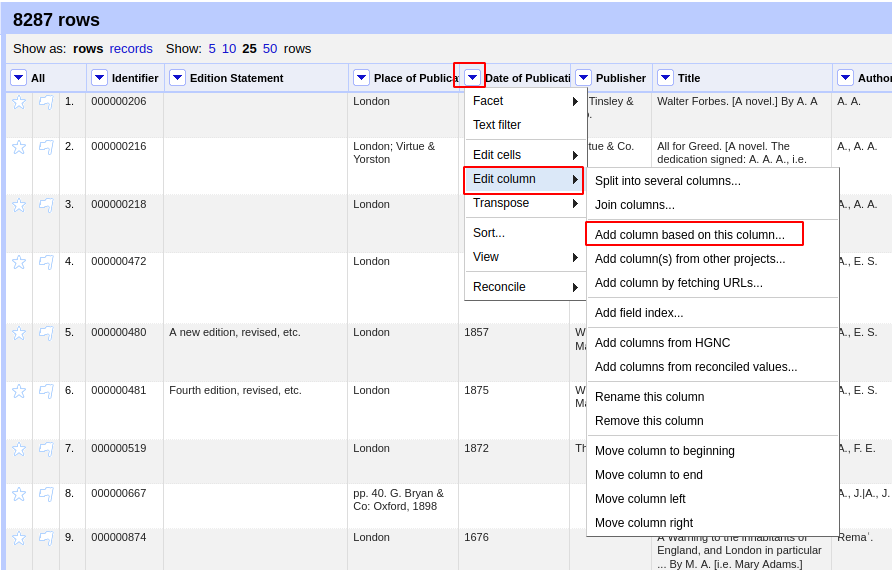 8287 rows
Show as: rows records Show: 5 10 25 50 rows
All Identifier Edition Statement Place of Publica Date of Publicati Publisher Title Author
1. 000000206 London Tinsley & Walter Forbes. [A novel.] By A. A A. A.
2. 000000216 London; Virtue & Yorston tue & Co. All for Greed. [A novel. The dedication signed: A. A. A., i.e. A., A. A.
3. 000000218 London A., A. A.
4. 000000472 London A., E. S.
5. 000000480 A new edition, revised, etc. London 1857 A., E. S.
6. 000000481 Fourth edition, revised, etc. London 1875 A., E. S.
7. 000000519 London 1872 A., F. E.
8. 000000667 pp. 40. G. Bryan & Co: Oxford, 1898 A., J.|A., J.
9. 000000874 London 1676 A Warning to the inhabitants of England, and London in particular ... By M. A. [i.e. Mary Adams.] Remaʿ.
Facet
Text filter
Edit cells
Edit column
Transpose
Sort...
View
Reconcile
Split into several columns...
Join columns...
Add column based on this column...
Add column(s) from other projects...
Add column by fetching URLs...
Add field index...
Add columns from HGNC
Add columns from reconciled values...
Rename this column
Remove this column
Move column to beginning
Move column to end
Move column left
Move column right